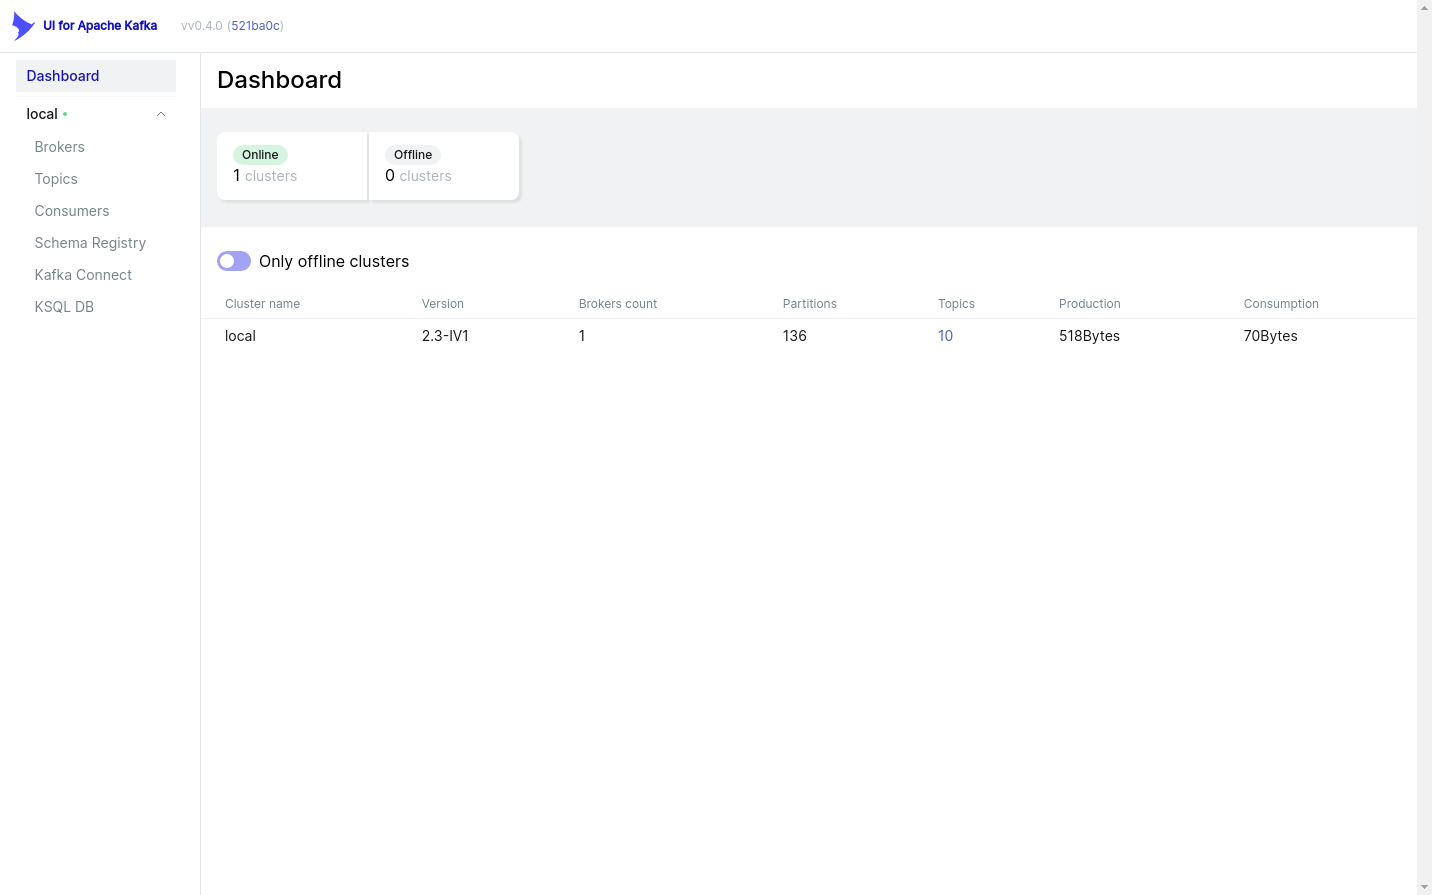 UI for Apache Kafka vv0.4.0 (521ba0c)
Dashboard
local
Brokers
Topics
Consumers
Schema Registry
Kafka Connect
KSQL DB
Dashboard
Online
1 clusters
Offline
0 clusters
Only offline clusters
Cluster name Version Brokers count Partitions Topics Production Consumption
local 2.3-IV1 1 136 10 518Bytes 70Bytes